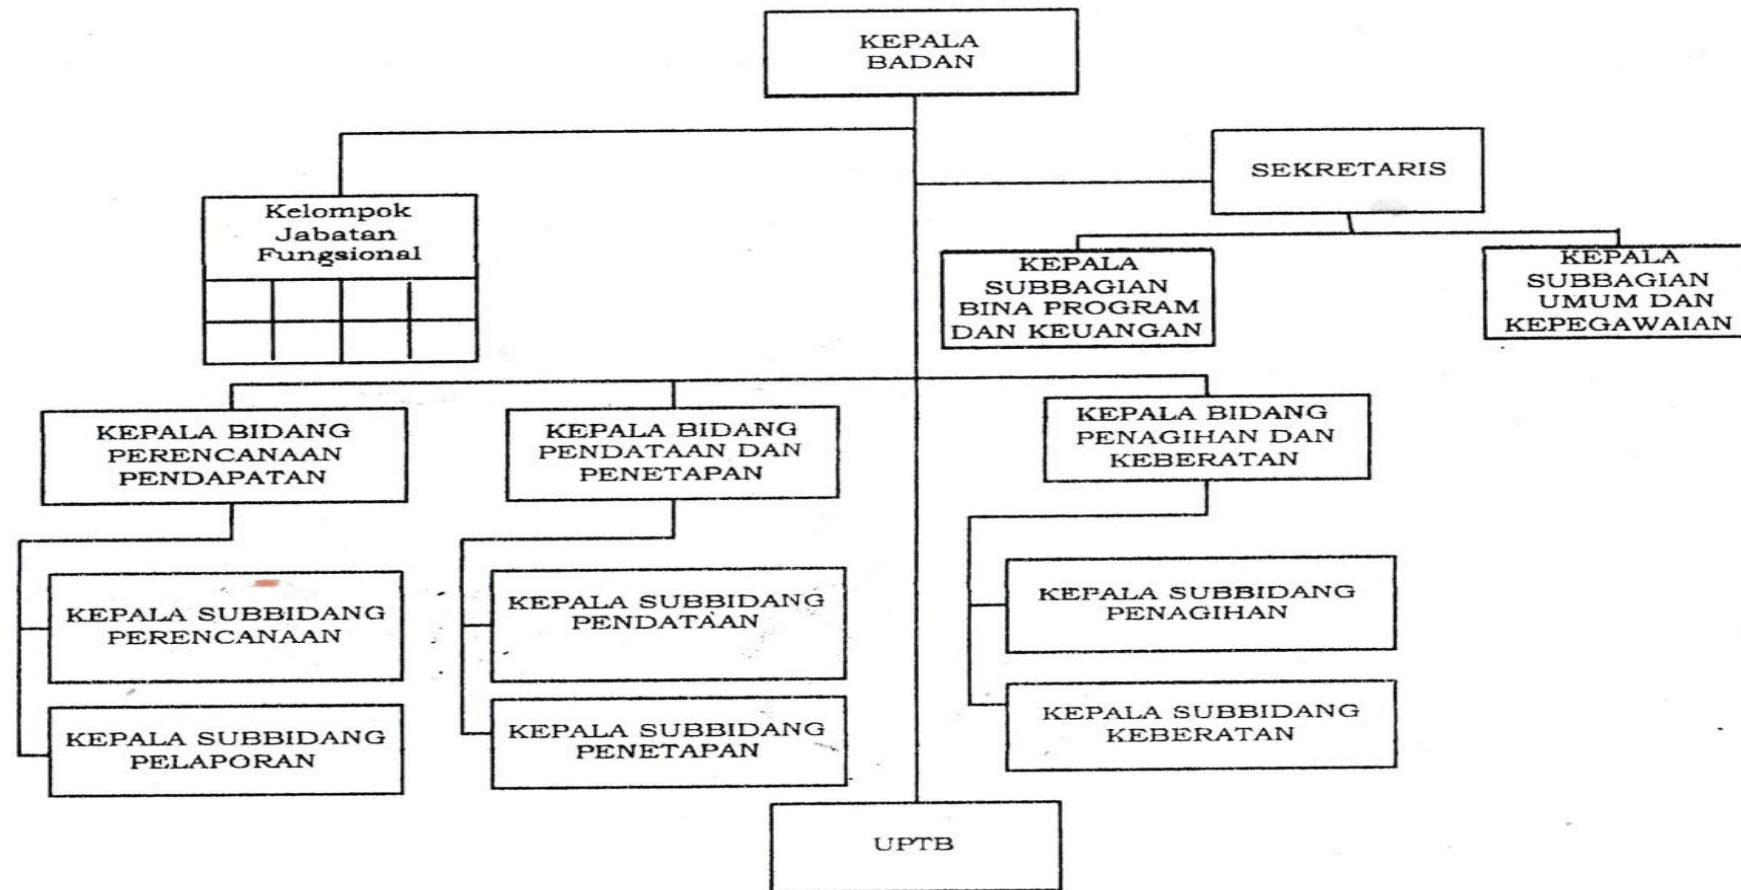 KEPALA
BADAN
SEKRETARIS
Kelompok
Jabatan
Fungsional
KEPALA
SUBBAGIAN
BINA PROGRAM
DAN KEUANGAN
KEPALA
SUBBAGIAN
UMUM DAN
KEPEGAWAIAN
KEPALA BIDANG
PERENCANAAN
PENDAPATAN
KEPALA BIDANG
PENDATAAN DAN
PENETAPAN
KEPALA BIDANG
PENAGIHAN DAN
KEBERATAN
KEPALA SUBBIDANG
PERENCANAAN
KEPALA SUBBIDANG
PELAPORAN
KEPALA SUBBIDANG
PENDATAAN
KEPALA SUBBIDANG
PENETAPAN
KEPALA SUBBIDANG
PENAGIHAN
KEPALA SUBBIDANG
KEBERATAN
UPTB